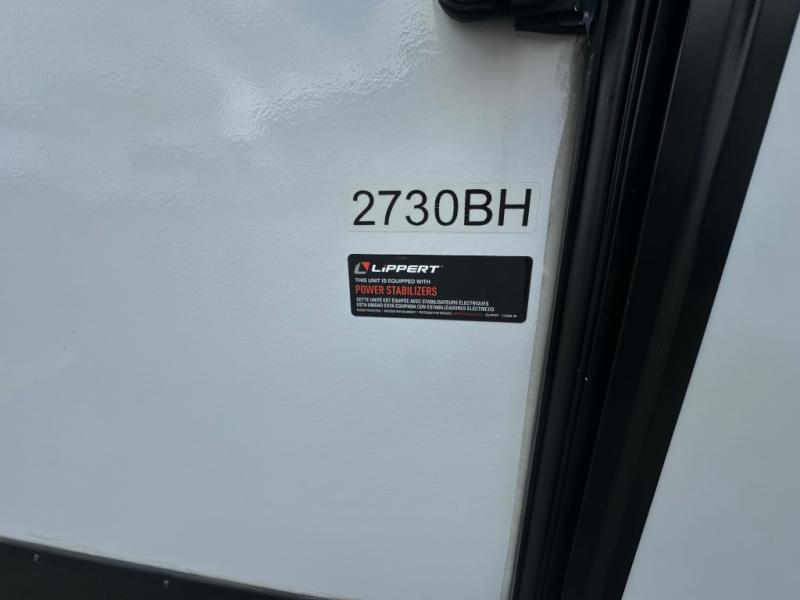 2730BH
LiPPERT
THIS UNIT IS EQUIPPED WITH
POWER STABILIZERS
CETTE UNITÉ EST ÉQUIPÉE AVEC STABILISATEURS ÉLECTRIQUES
ESTA UNIDAD ESTÁ EQUIPADA CON ESTABILIZADORES ELÉCTRICOS